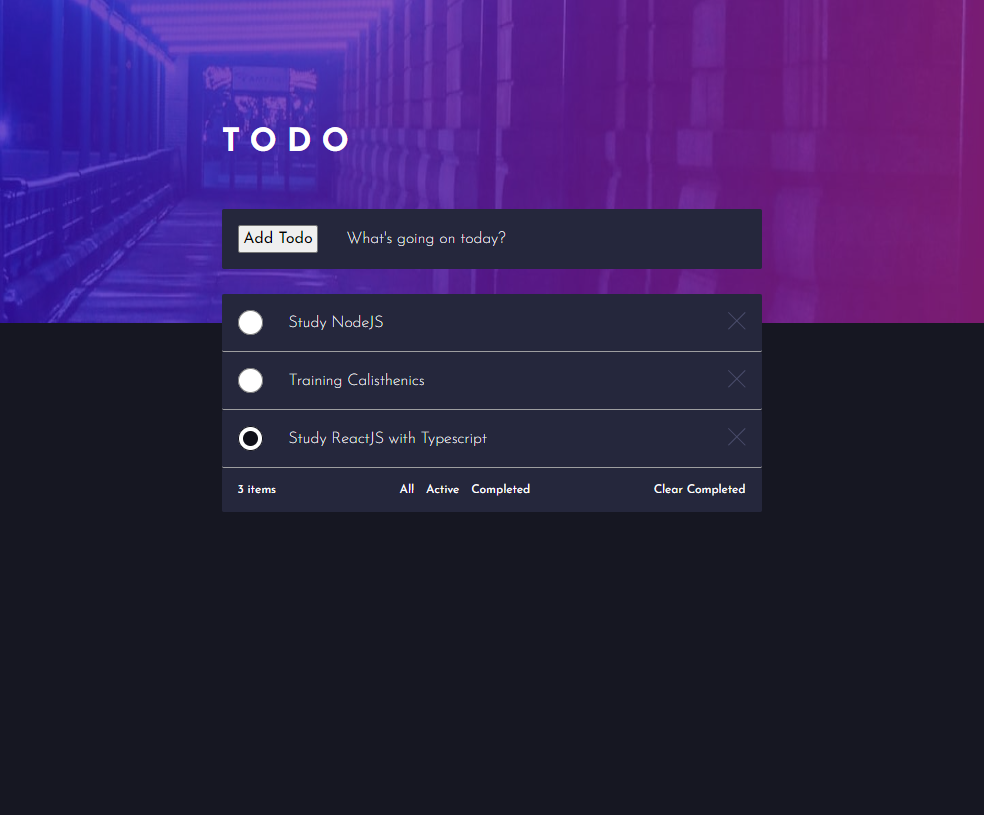 TODO
Add Todo What's going on today?
Study NodeJS
Training Calisthenics
Study ReactJS with Typescript
3 items All Active Completed Clear Completed